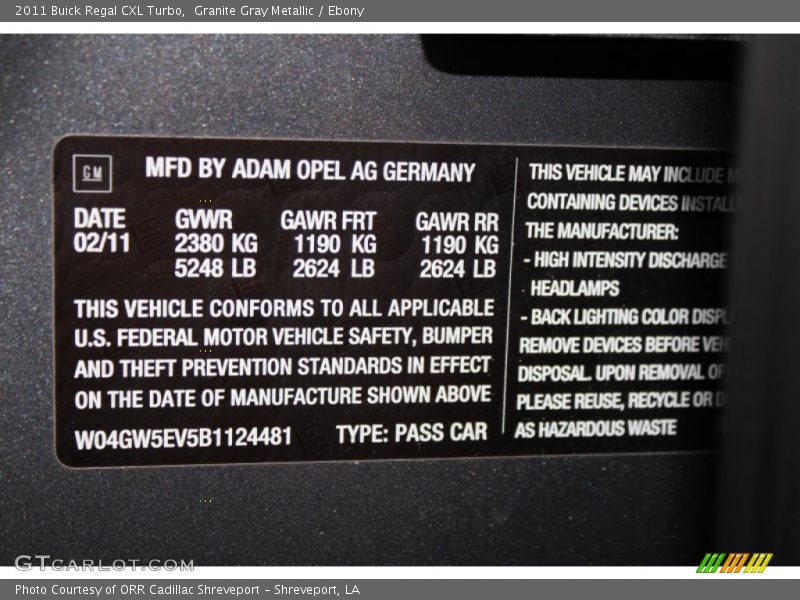 2011 Buick Regal CXL Turbo, Granite Gray Metallic / Ebony
GM
MFD BY ADAM OPEL AG GERMANY
DATE GVWR GAWR FRT GAWR RR
02/11 2380 KG 1190 KG 1190 KG
5248 LB 2624 LB 2624 LB
THIS VEHICLE CONFORMS TO ALL APPLICABLE
U.S. FEDERAL MOTOR VEHICLE SAFETY, BUMPER
AND THEFT PREVENTION STANDARDS IN EFFECT
ON THE DATE OF MANUFACTURE SHOWN ABOVE
W04GW5EV5B1124481 TYPE: PASS CAR
THIS VEHICLE MAY INCLUDE
CONTAINING DEVICES
THE MANUFACTURER:
- HIGH INTENSITY DISCHARGE
HEADLAMPS
- BACK LIGHTING COLOR
REMOVE DEVICES BEFORE
DISPOSAL. UPON REMOVAL OF
PLEASE REUSE, RECYCLE OR
AS HAZARDOUS WASTE
GTCARLOT.COM
Photo Courtesy of ORR Cadillac Shreveport - Shreveport, LA